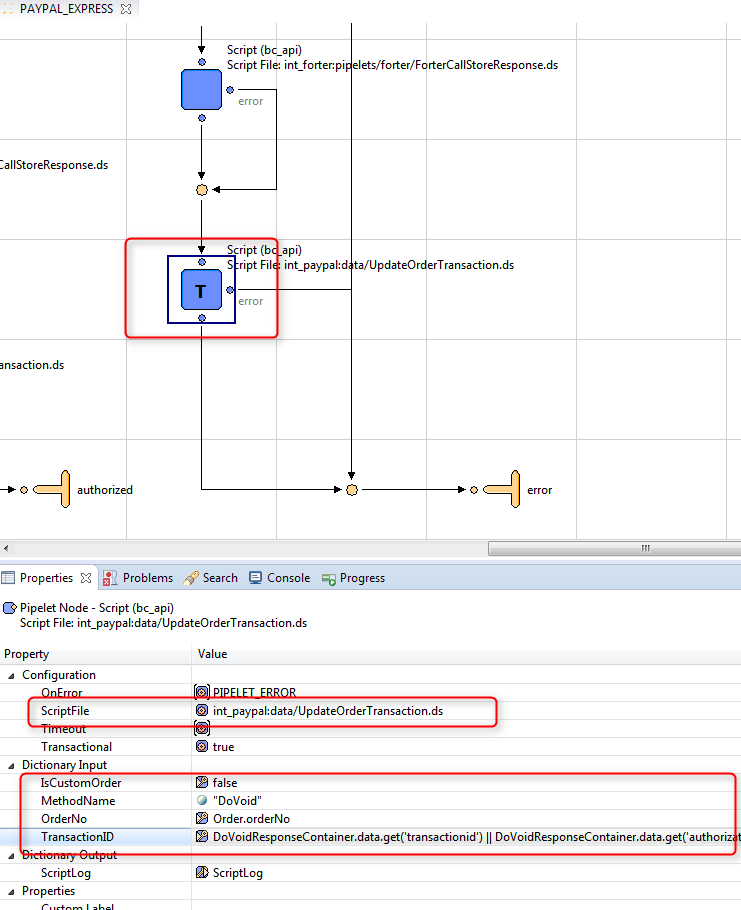 PAYPAL_EXPRESS
Script (bc_api)
Script File: int_forter:pipelets/forter/ForterCallStoreResponse.ds
error
CallStoreResponse.ds
Script (bc_api)
Script File: int_paypal:data/UpdateOrderTransaction.ds
T
error
ansaction.ds
authorized
error
Properties Problems Search Console Progress
Pipelet Node - Script (bc_api)
Script File: int_paypal:data/UpdateOrderTransaction.ds
Property Value
Configuration
OnError PIPELET_ERROR
ScriptFile int_paypal:data/UpdateOrderTransaction.ds
Timeout
Transactional true
Dictionary Input
IsCustomOrder false
MethodName "DoVoid"
OrderNo Order.orderNo
TransactionID DoVoidResponseContainer.data.get('transactionid') || DoVoidResponseContainer.data.get('authorizat
Dictionary Output
ScriptLog ScriptLog
Properties
Custom Label